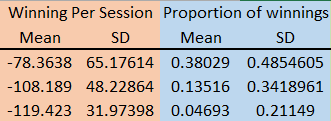 Winning Per Session Proportion of winnings
Mean SD Mean SD
-78.3638 65.17614 0.38029 0.4854605
-108.189 48.22864 0.13516 0.3418961
-119.423 31.97398 0.04693 0.21149